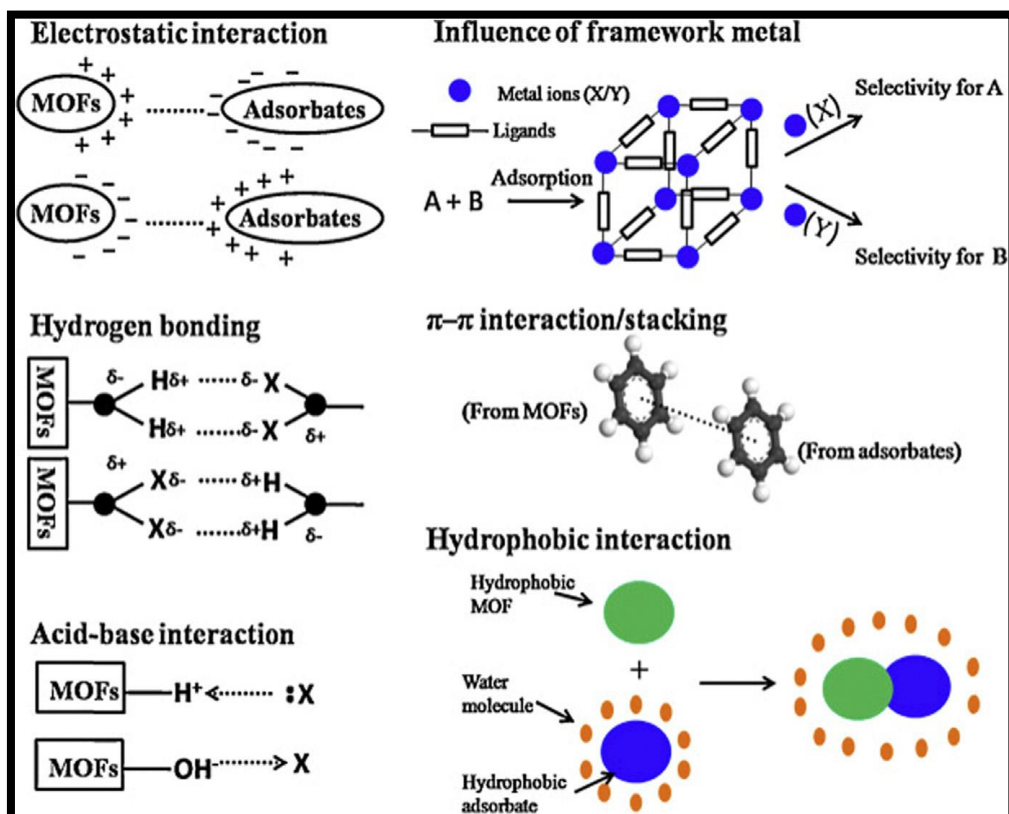 Electrostatic interaction
+ + + + + +
MOFs
- - - - - - - - -
Adsorbates
- - - - - -
MOFs
+ + + + + + + + +
Adsorbates
Hydrogen bonding
MOFs
δ- Hδ+ ······ δ- X
Hδ+ ······ δ- X
δ+
MOFs
δ+
Xδ- ······ δ+H
Xδ- ······· δ+H
δ-
Acid-base interaction
MOFs H⁺ :X
MOFs OH⁻ X
Influence of framework metal
Metal ions (X/Y)
Ligands
A + B
Adsorption
(X)
Selectivity for A
(Y)
Selectivity for B
π–π interaction/stacking
(From MOFs)
(From adsorbates)
Hydrophobic interaction
Hydrophobic
MOF
+
Water
molecule
Hydrophobic
adsorbate